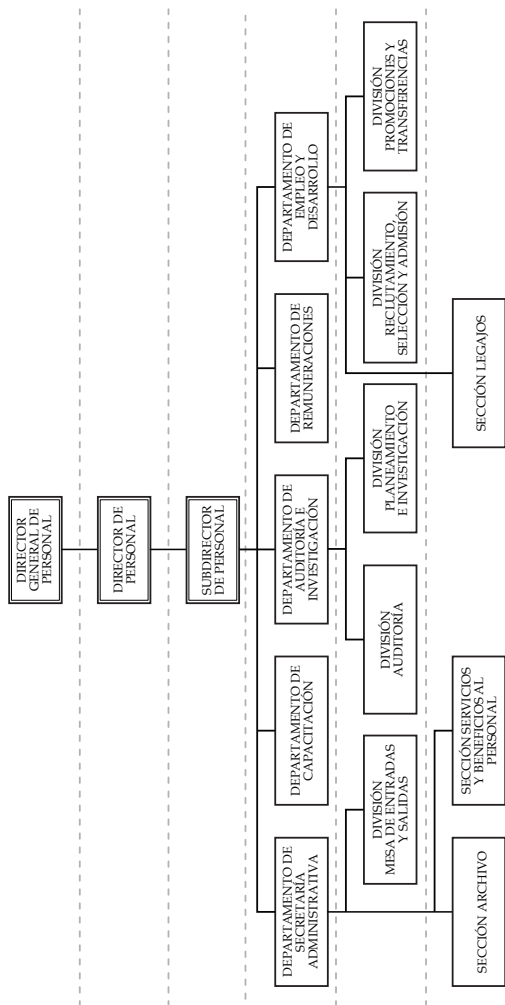 DIRECTOR
GENERAL DE
PERSONAL
DIRECTOR DE
PERSONAL
SUBDIRECTOR
DE PERSONAL
DEPARTAMENTO DE
SECRETARÍA
ADMINISTRATIVA
DEPARTAMENTO DE
CAPACITACIÓN
DEPARTAMENTO DE
AUDITORÍA E
INVESTIGACIÓN
DEPARTAMENTO DE
REMUNERACIONES
DEPARTAMENTO DE
EMPLEO Y
DESARROLLO
DIVISIÓN
MESA DE ENTRADAS
Y SALIDAS
DIVISIÓN
AUDITORÍA
DIVISIÓN
PLANEAMIENTO
E INVESTIGACIÓN
DIVISIÓN
RECLUTAMIENTO,
SELECCIÓN Y ADMISIÓN
DIVISIÓN
PROMOCIONES Y
TRANSFERENCIAS
SECCIÓN ARCHIVO
SECCIÓN SERVICIOS
Y BENEFICIOS AL
PERSONAL
SECCIÓN LEGAJOS